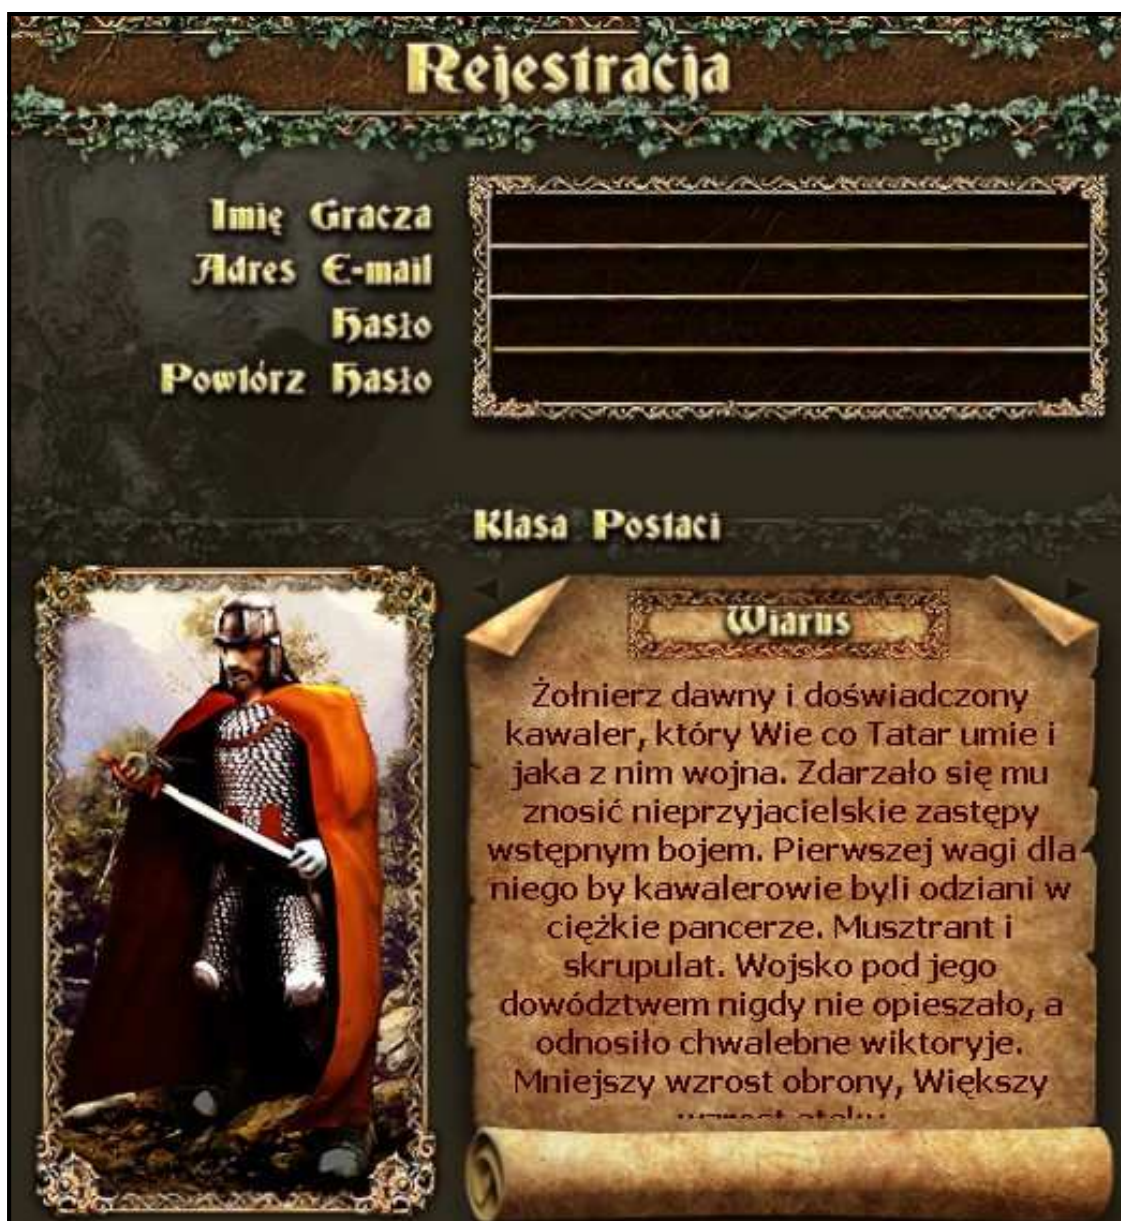 Rejestracja
Imię Gracza
Adres E-mail
Hasło
Powtórz Hasło
Klasa Postaci
Wiarus
Żołnierz dawny i doświadczony
kawaler, który Wie co Tatar umie i
jaka z nim wojna. Zdarzało się mu
znosić nieprzyjacielskie zastępy
wstępnym bojem. Pierwszej wagi dla
niego by kawalerowie byli odziani w
ciężkie pancerze. Musztrant i
skrupulat. Wojsko pod jego
dowództwem nigdy nie opieszało, a
odnosiło chwalebne wiktoryje.
Mniejszy wzrost obrony, Większy
wzrost ataku